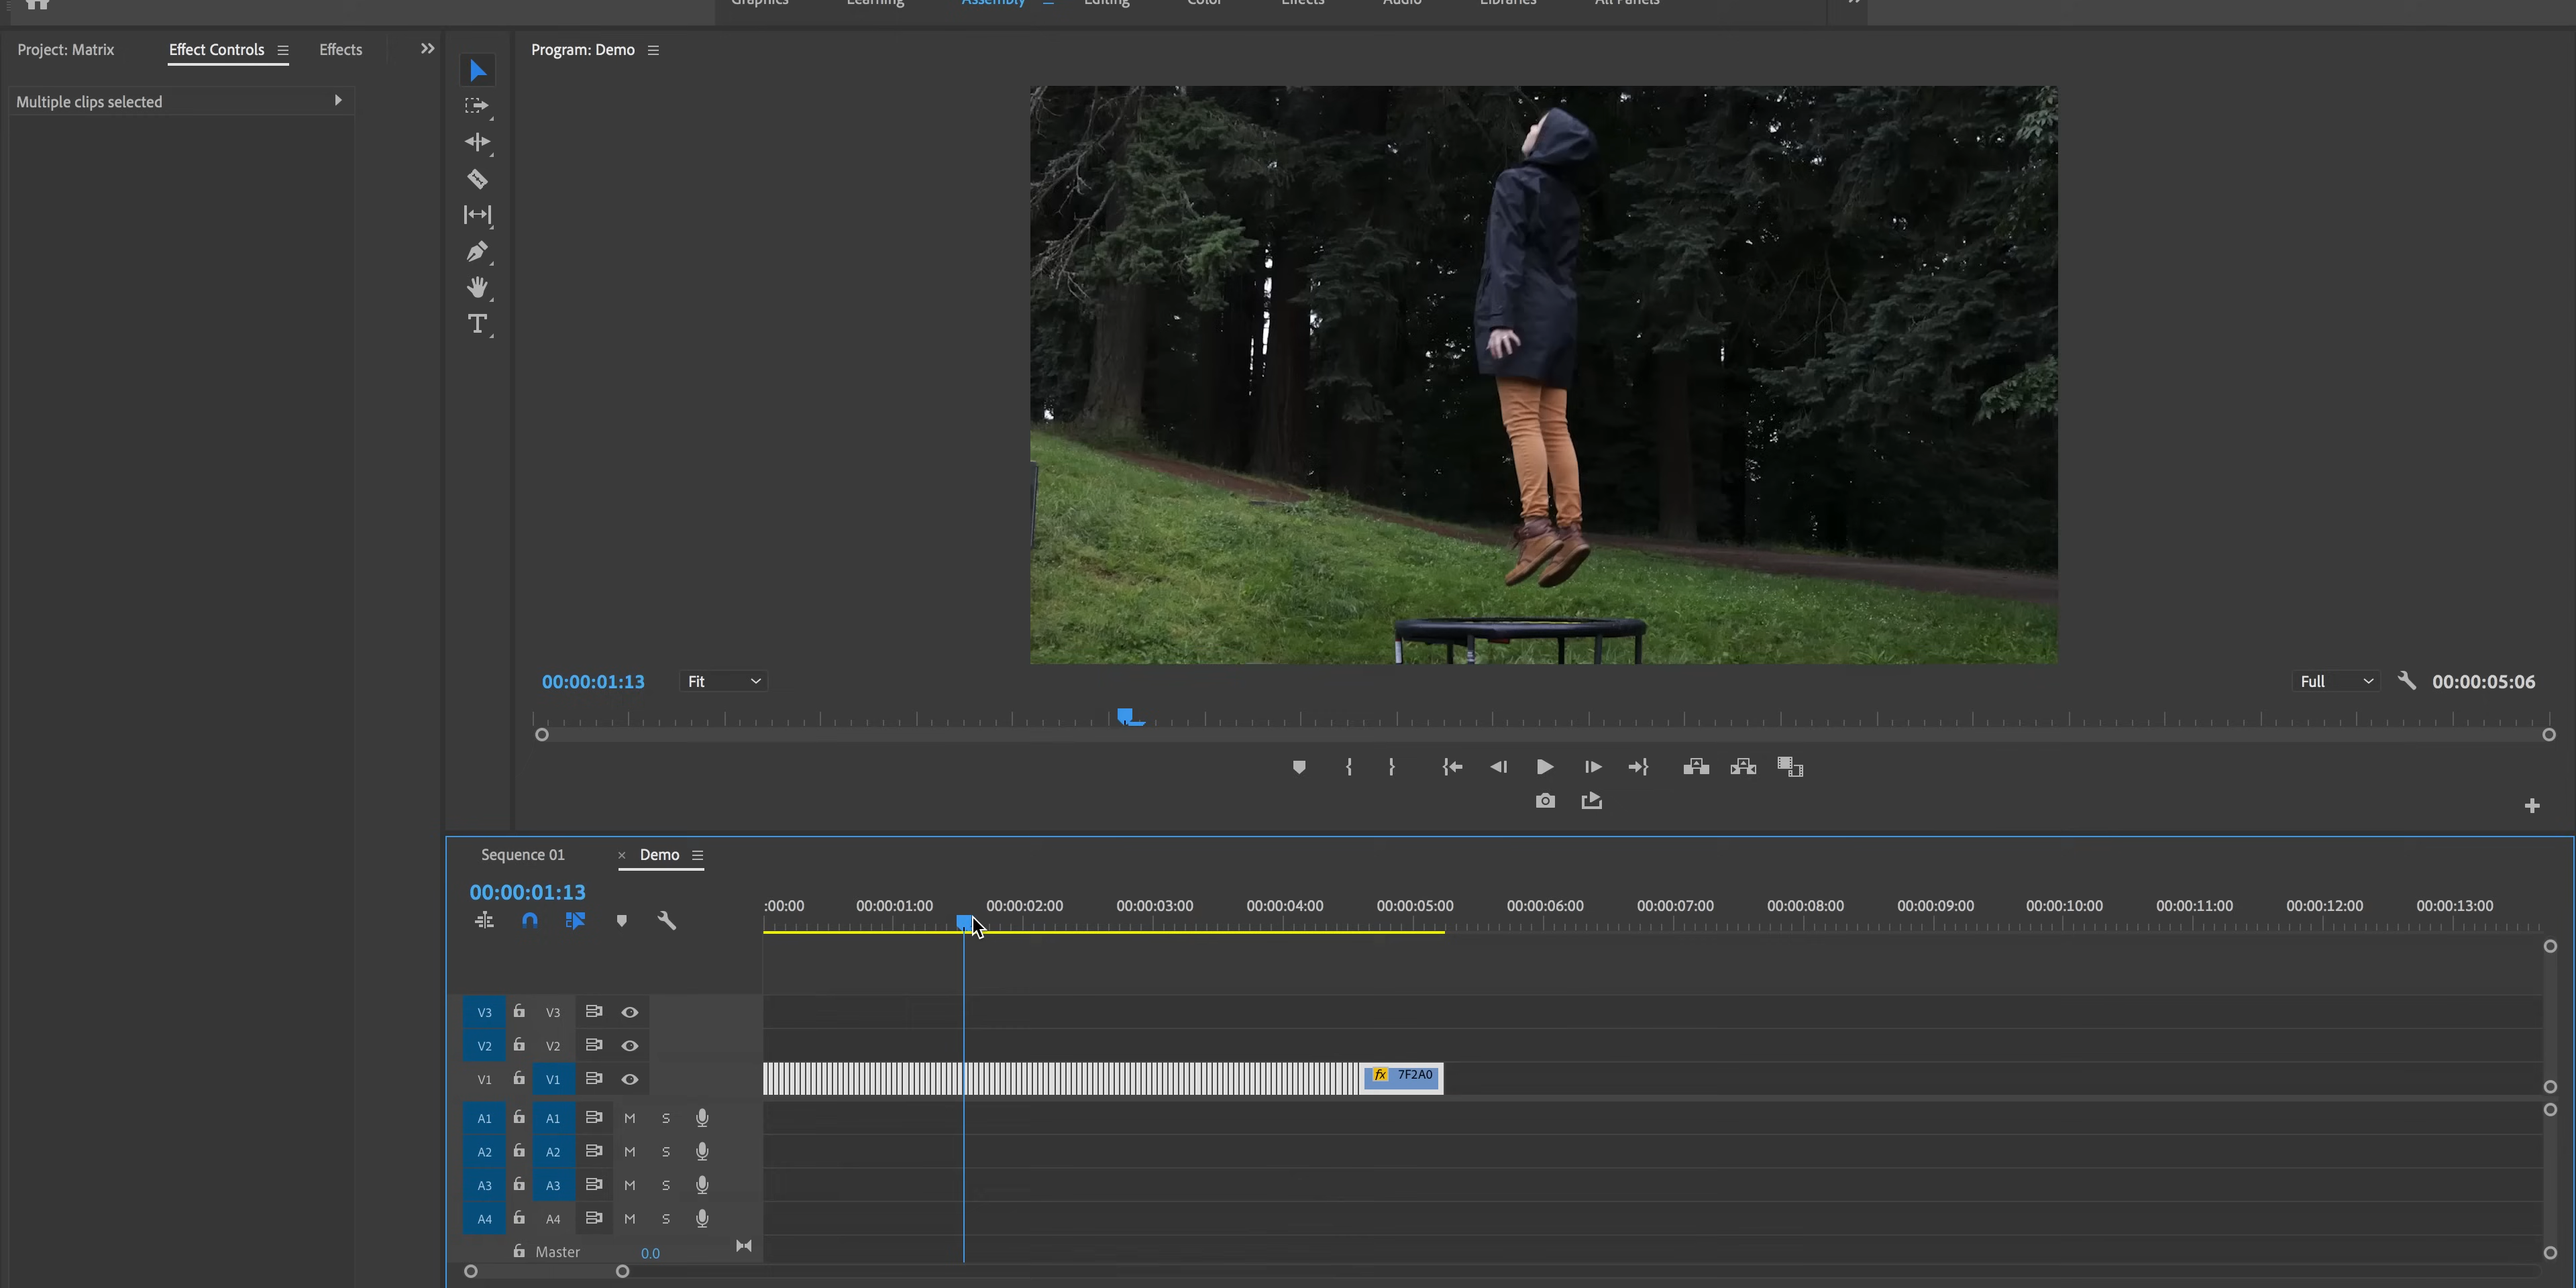 Graphics Learning Assembly Editing Color Effects Audio Libraries All Panels
Project: Matrix Effect Controls Effects
Program: Demo
Multiple clips selected
00:00:01:13 Fit Full 00:00:05:06
Sequence 01 Demo
00:00:01:13
:00:00 00:00:01:00 00:00:02:00 00:00:03:00 00:00:04:00 00:00:05:00 00:00:06:00 00:00:07:00 00:00:08:00 00:00:09:00 00:00:10:00 00:00:11:00 00:00:12:00 00:00:13:00
V3 V3
V2 V2
V1 V1 fx 7F2A0
A1 A1 M S
A2 A2 M S
A3 A3 M S
A4 A4 M S
Master 0.0